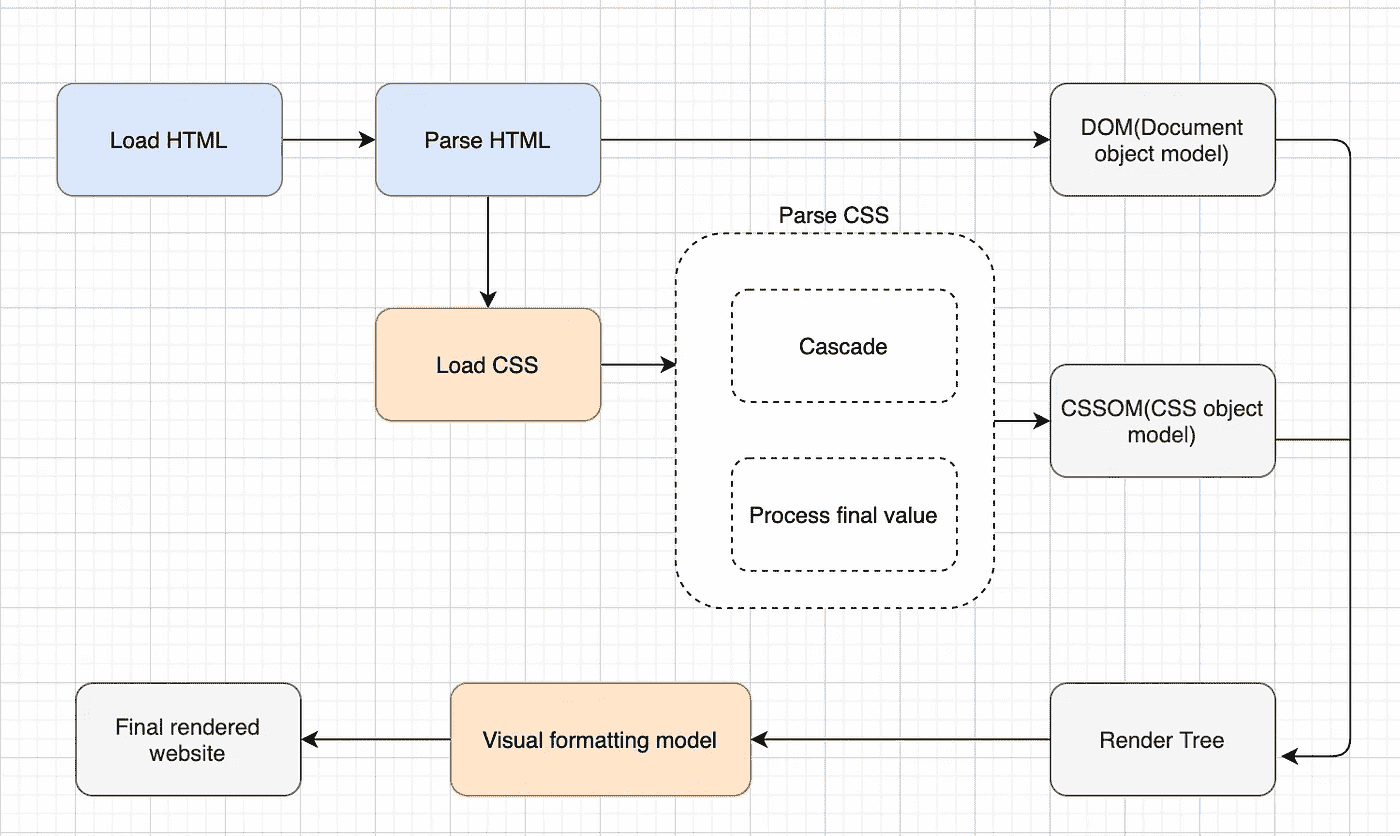 Load HTML
Parse HTML
DOM(Document
object model)
Parse CSS
Cascade
Load CSS
CSSOM(CSS object
model)
Process final value
Final rendered
website
Visual formatting model
Render Tree